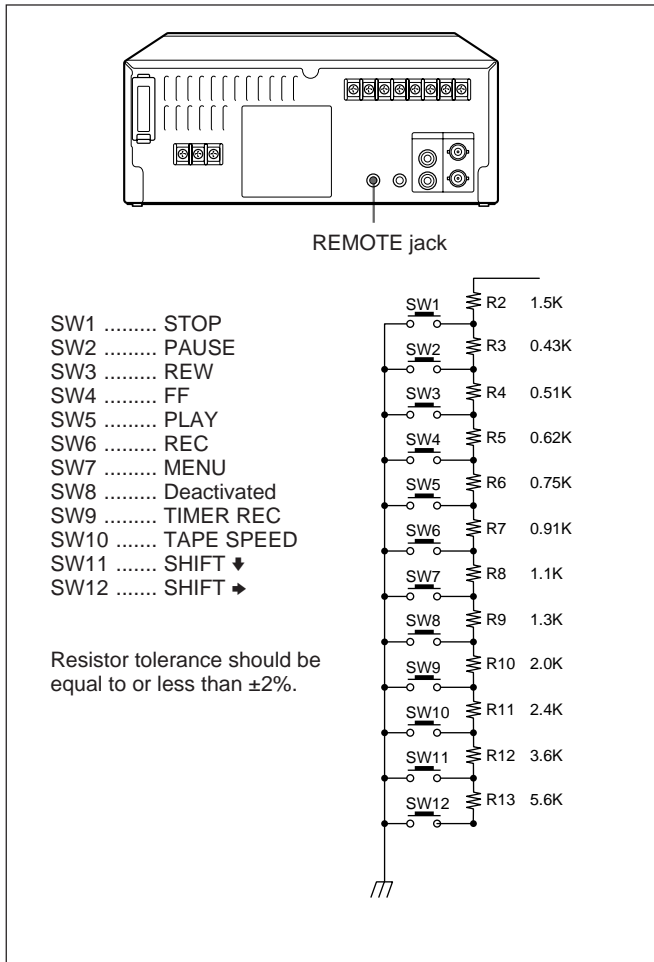 REMOTE jack
SW1 ......... STOP
SW2 ......... PAUSE
SW3 ......... REW
SW4 ......... FF
SW5 ......... PLAY
SW6 ......... REC
SW7 ......... MENU
SW8 ......... Deactivated
SW9 ......... TIMER REC
SW10 ....... TAPE SPEED
SW11 ....... SHIFT 🡇
SW12 ....... SHIFT 🡆
Resistor tolerance should be
equal to or less than ±2%.
R2 1.5K
SW1
R3 0.43K
SW2
R4 0.51K
SW3
R5 0.62K
SW4
R6 0.75K
SW5
R7 0.91K
SW6
R8 1.1K
SW7
R9 1.3K
SW8
R10 2.0K
SW9
R11 2.4K
SW10
R12 3.6K
SW11
R13 5.6K
SW12